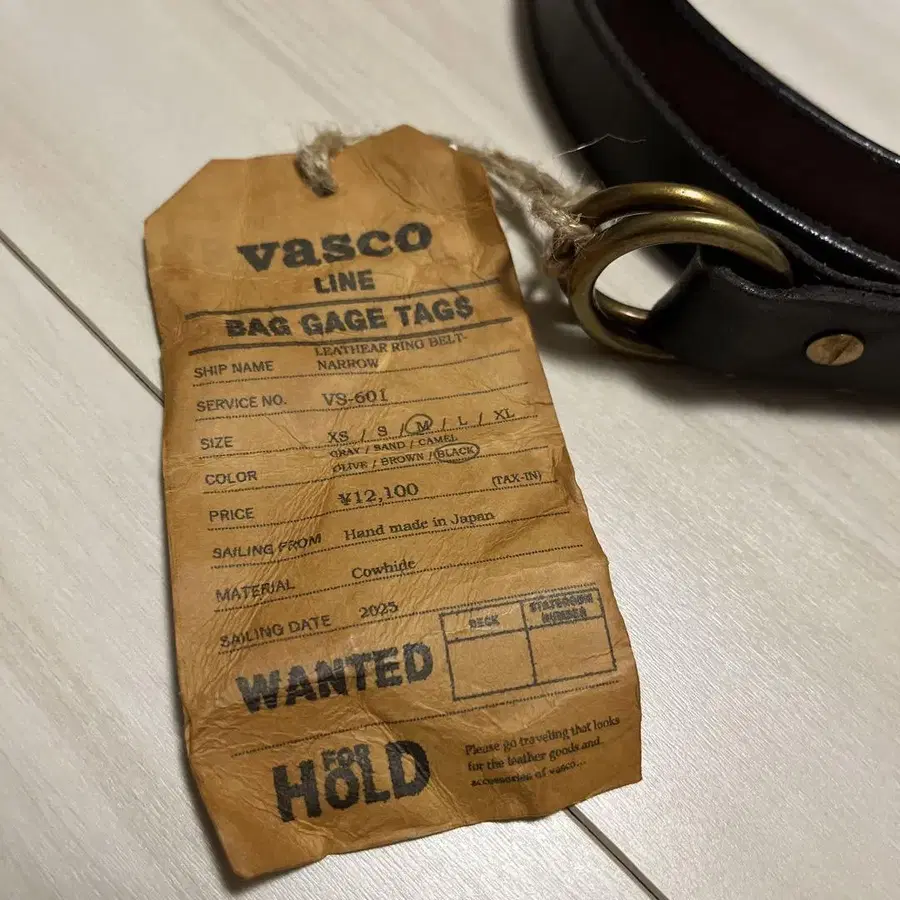 vasco
LINE
BAG GAGE TAGS
SHIP NAME LEATHEAR RING BELT-
NARROW
SERVICE NO. VS-601
SIZE XS / S / M / L / XL
COLOR GRAY / SAND / CAMEL
OLIVE / BROWN / BLACK
PRICE ¥12,100 (TAX-IN)
SAILING FROM Hand made in Japan
MATERIAL Cowhide
SAILING DATE 2025
WANTED
DECK STATEROOM
NUMBER
FOR
HOLD
Please go traveling that looks
for the leather goods and
accessories of vasco...